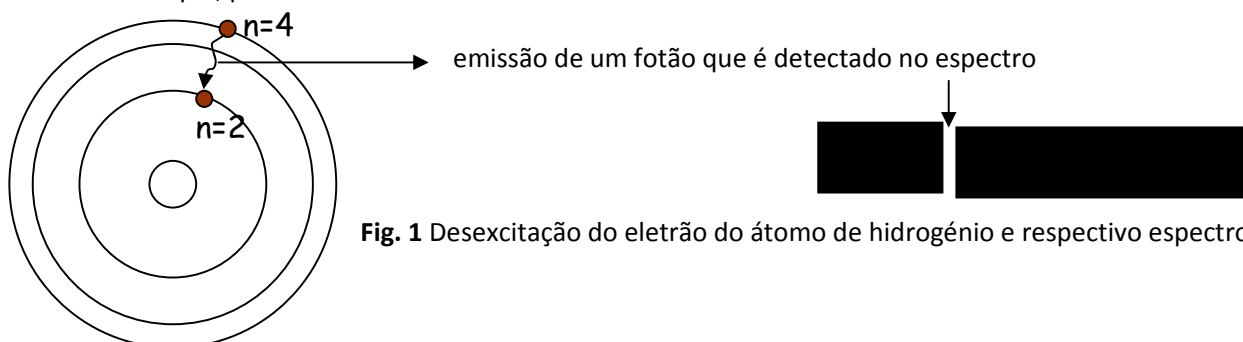 n=4
emissão de um fotão que é detectado no espectro
n=2
Fig. 1 Desexcitação do eletrão do átomo de hidrogénio e respectivo espectro